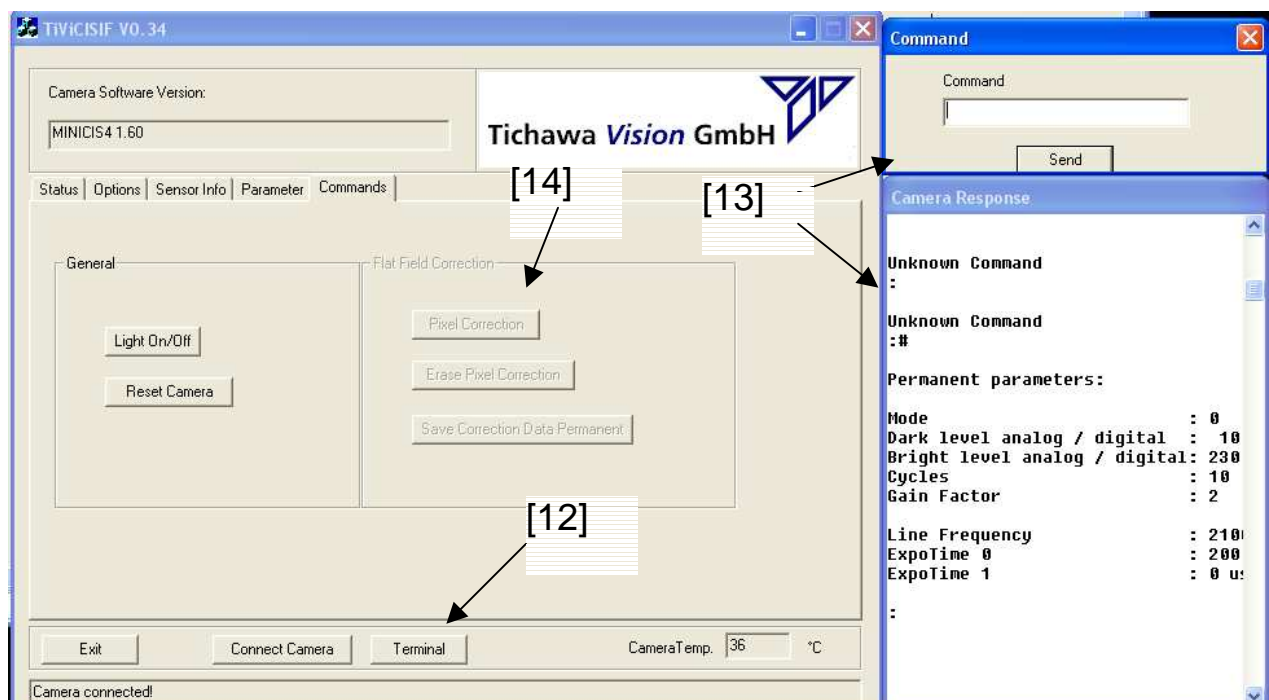 TiViCISIF V0.34
Camera Software Version:
MINICIS4 1.60
Tichawa Vision GmbH
Status Options Sensor Info Parameter Commands
[14]
[13]
General
Flat Field Correction
Light On/Off
Reset Camera
Pixel Correction
Erase Pixel Correction
Save Correction Data Permanent
[12]
Exit
Connect Camera
Terminal
CameraTemp. 36 °C
Camera connected!
Command
Command
Send
Camera Response
Unknown Command
:
Unknown Command
:#
Permanent parameters:
Mode : 0
Dark level analog / digital : 10
Bright level analog / digital: 230
Cycles : 10
Gain Factor : 2
Line Frequency : 210
ExpoTime 0 : 200
ExpoTime 1 : 0 u
: